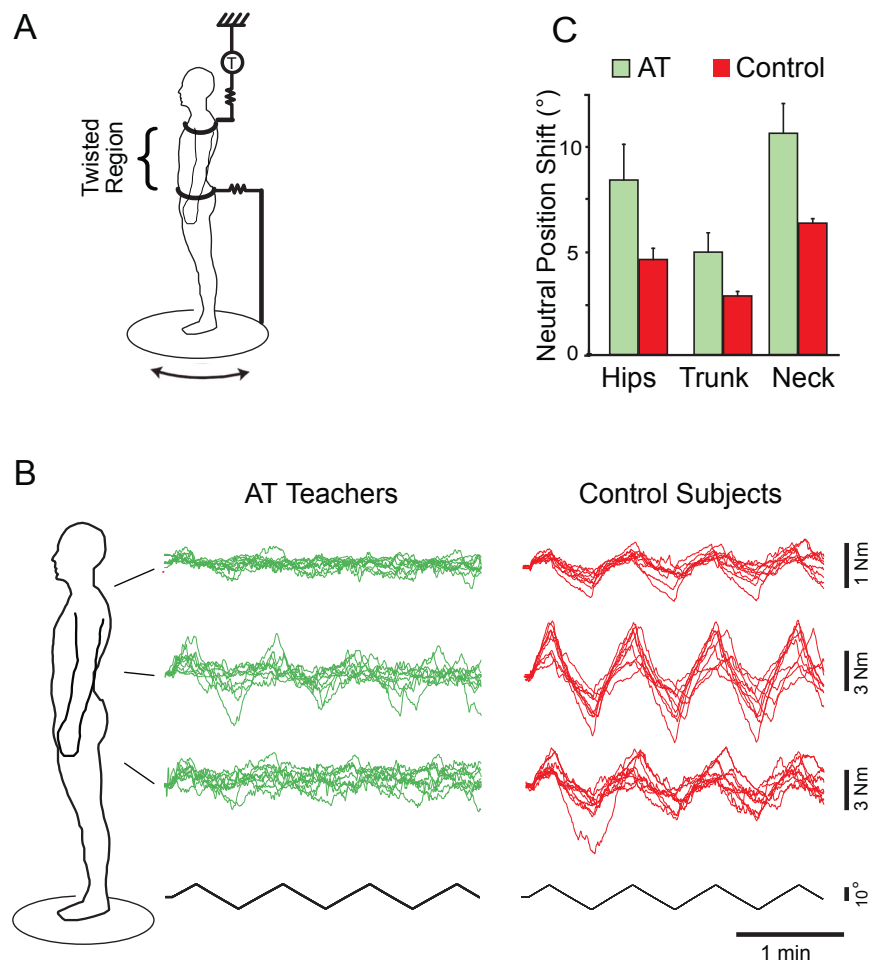 A
T
Twisted
Region
C
AT
Control
Neutral Position Shift (°)
10
5
0
Hips
Trunk
Neck
B
AT Teachers
Control Subjects
1 Nm
3 Nm
3 Nm
10°
1 min